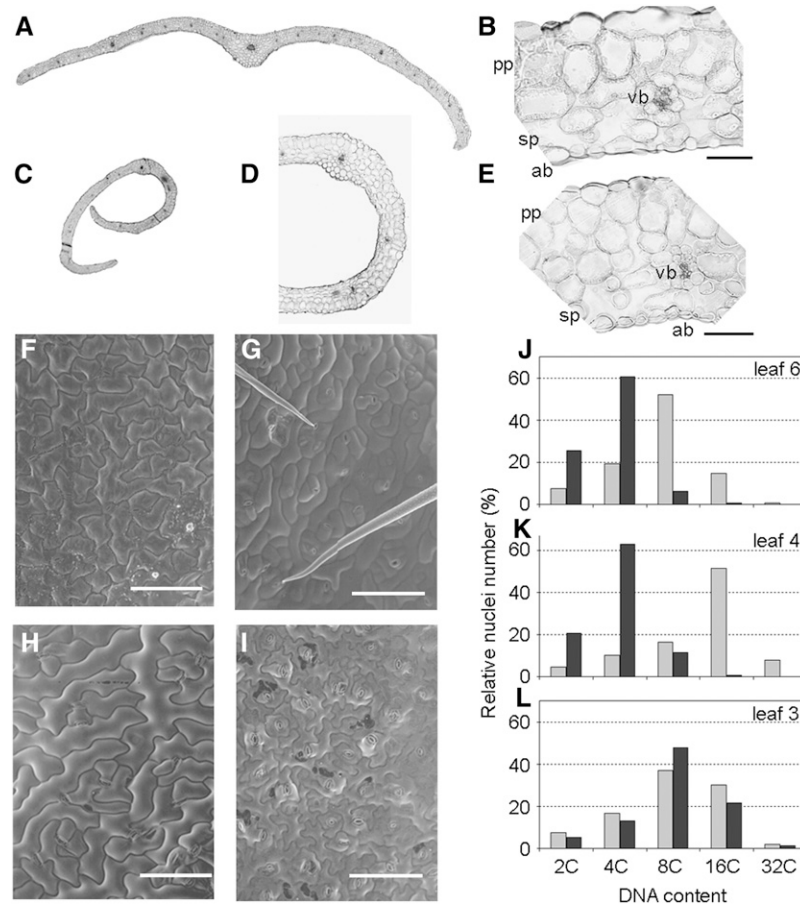 A
B
pp
vb
sp
ab
C
D
E
pp
vb
sp
ab
F
G
H
I
J
leaf 6
60
40
20
0
K
leaf 4
60
40
20
0
L
leaf 3
60
40
20
0
Relative nuclei number (%)
2C 4C 8C 16C 32C
DNA content